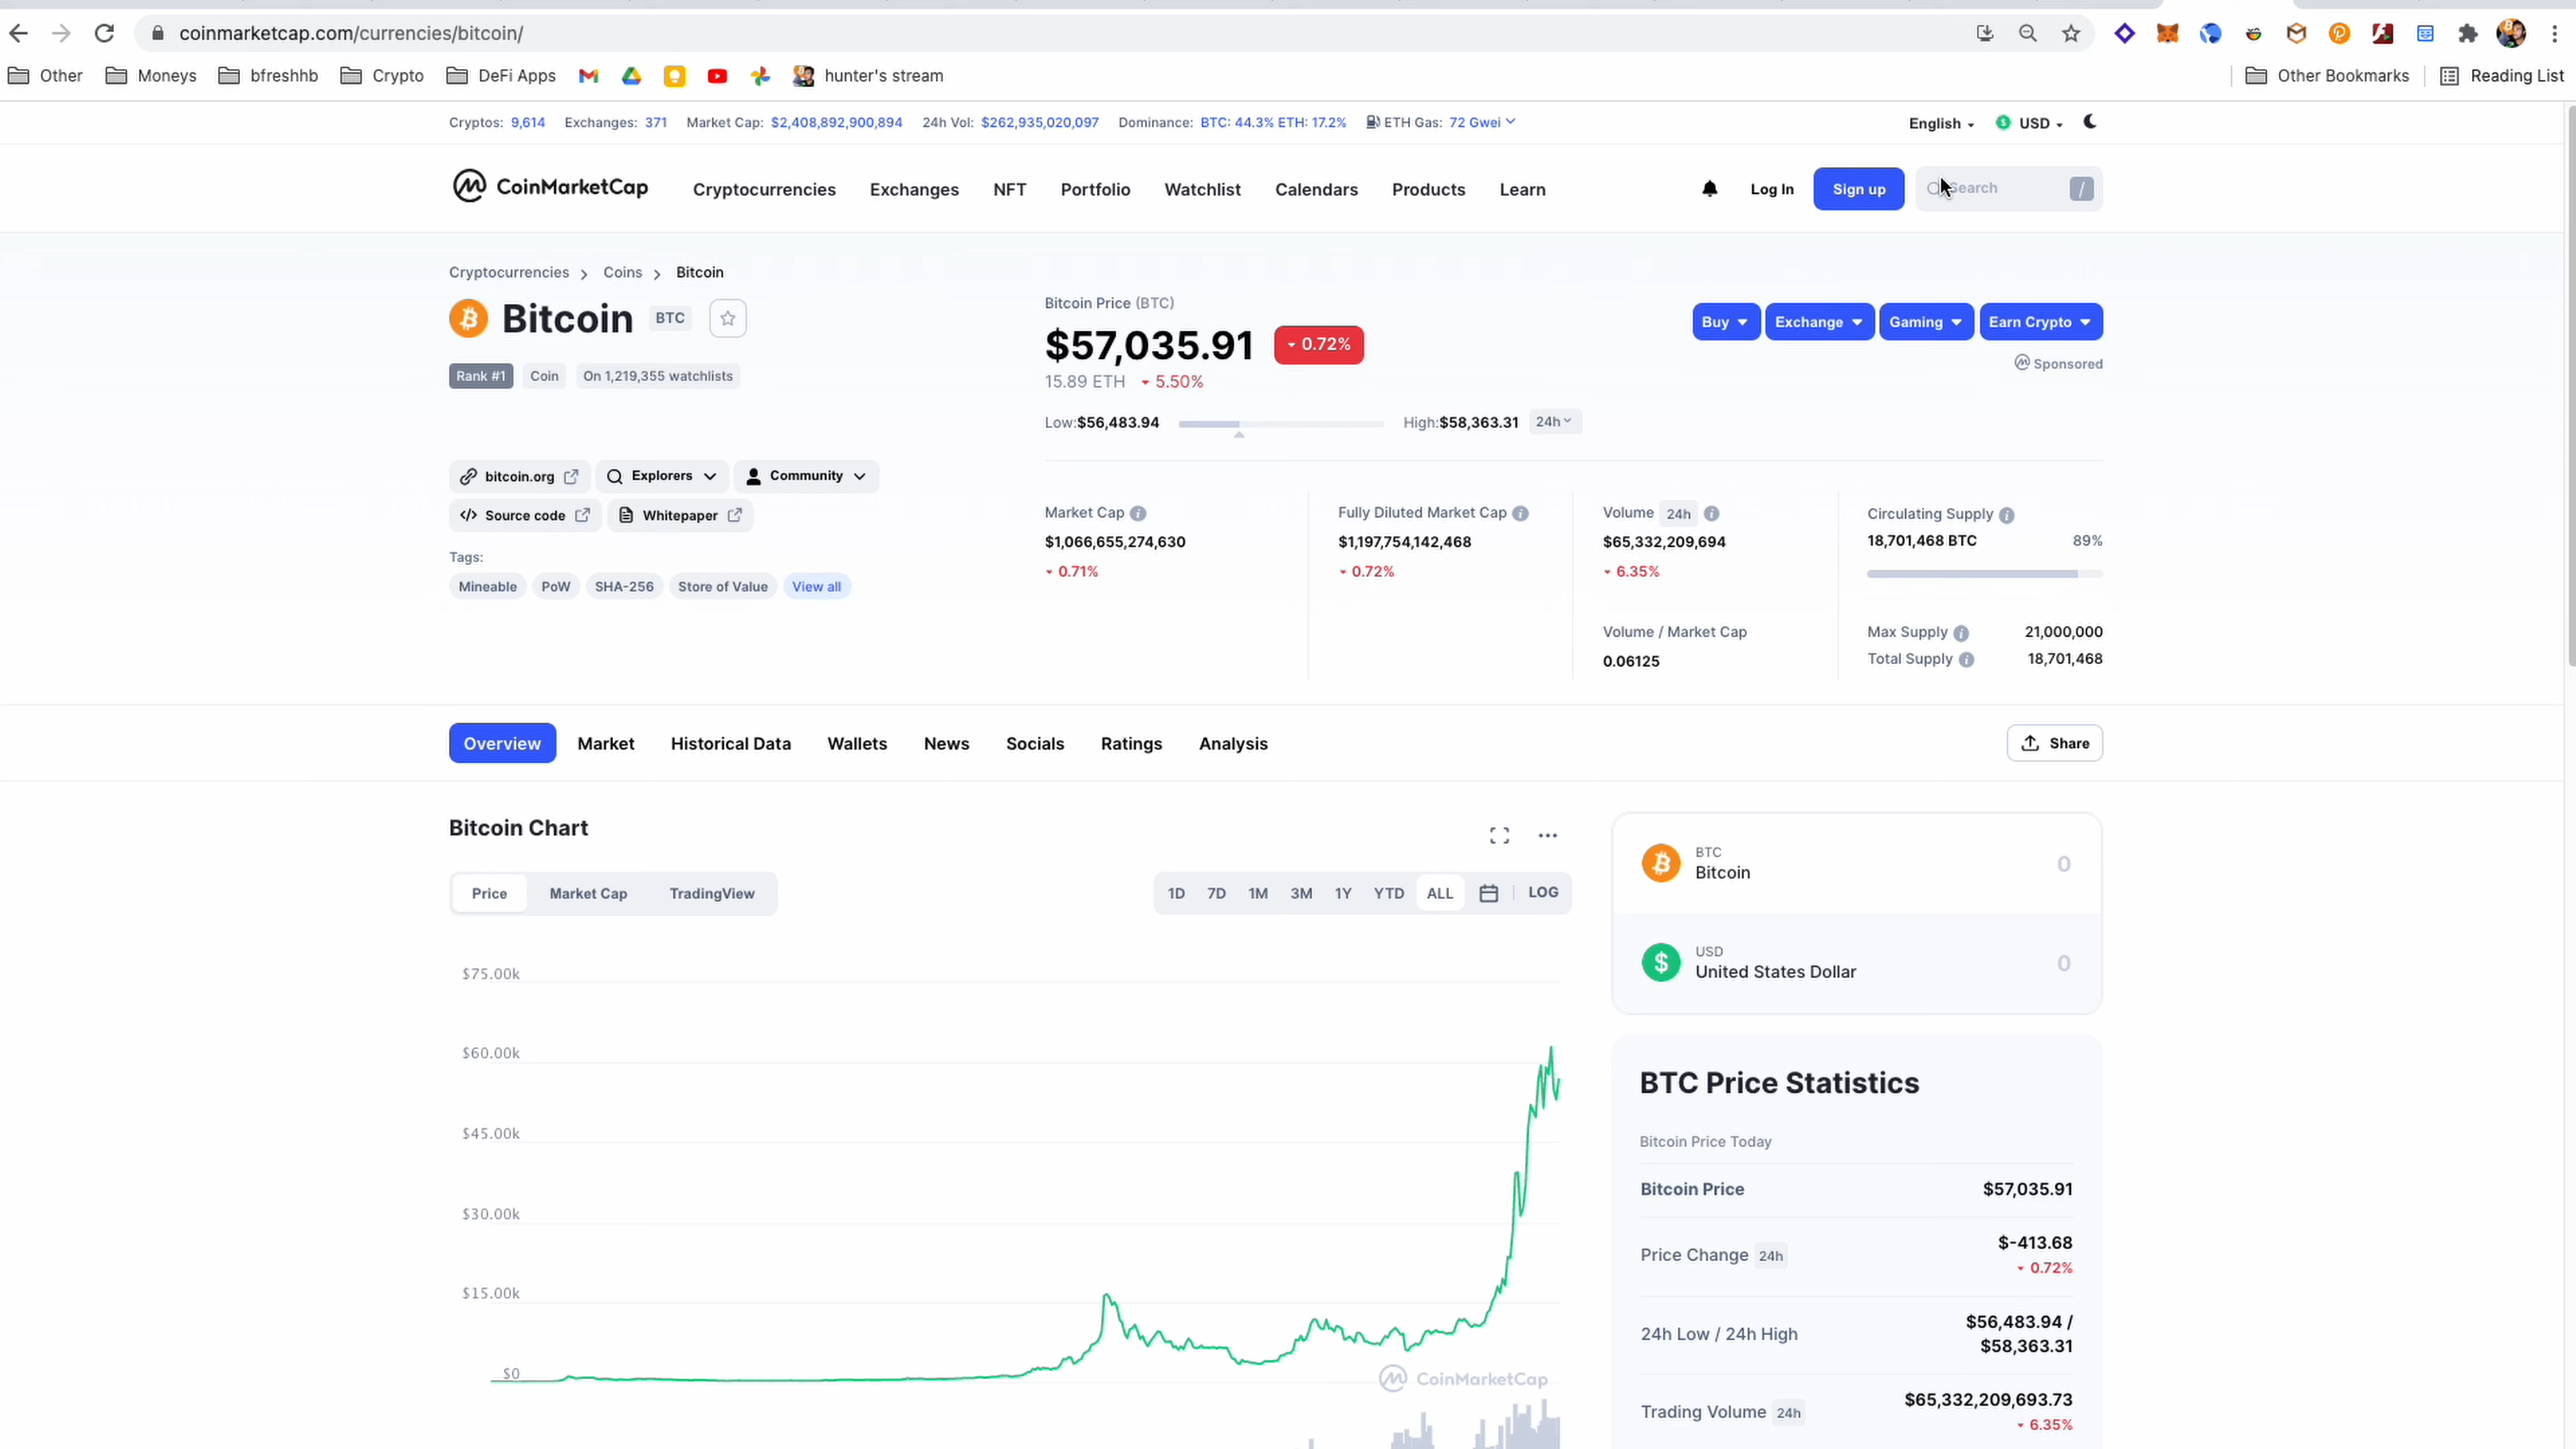 coinmarketcap.com/currencies/bitcoin/
Other Moneys bfreshhb Crypto DeFi Apps hunter's stream Other Bookmarks Reading List
Cryptos: 9,614 Exchanges: 371 Market Cap: $2,408,892,900,894 24h Vol: $262,935,020,097 Dominance: BTC: 44.3% ETH: 17.2% ETH Gas: 72 Gwei English USD
CoinMarketCap Cryptocurrencies Exchanges NFT Portfolio Watchlist Calendars Products Learn Log In Sign up Search /
Cryptocurrencies Coins Bitcoin
Bitcoin BTC
Rank #1 Coin On 1,219,355 watchlists
bitcoin.org Explorers Community
Source code Whitepaper
Tags:
Mineable PoW SHA-256 Store of Value View all
Bitcoin Price (BTC)
$57,035.91 0.72%
15.89 ETH 5.50%
Low:$56,483.94 High:$58,363.31 24h
Buy Exchange Gaming Earn Crypto
Sponsored
Market Cap
$1,066,655,274,630
0.71%
Fully Diluted Market Cap
$1,197,754,142,468
0.72%
Volume 24h
$65,332,209,694
6.35%
Volume / Market Cap
0.06125
Circulating Supply
18,701,468 BTC 89%
Max Supply 21,000,000
Total Supply 18,701,468
Overview Market Historical Data Wallets News Socials Ratings Analysis Share
Bitcoin Chart
Price Market Cap TradingView 1D 7D 1M 3M 1Y YTD ALL LOG
$75.00k
$60.00k
$45.00k
$30.00k
$15.00k
$0
CoinMarketCap
BTC
Bitcoin 0
USD
United States Dollar 0
BTC Price Statistics
Bitcoin Price Today
Bitcoin Price $57,035.91
Price Change 24h $-413.68
0.72%
24h Low / 24h High $56,483.94 /
$58,363.31
Trading Volume 24h $65,332,209,693.73
6.35%